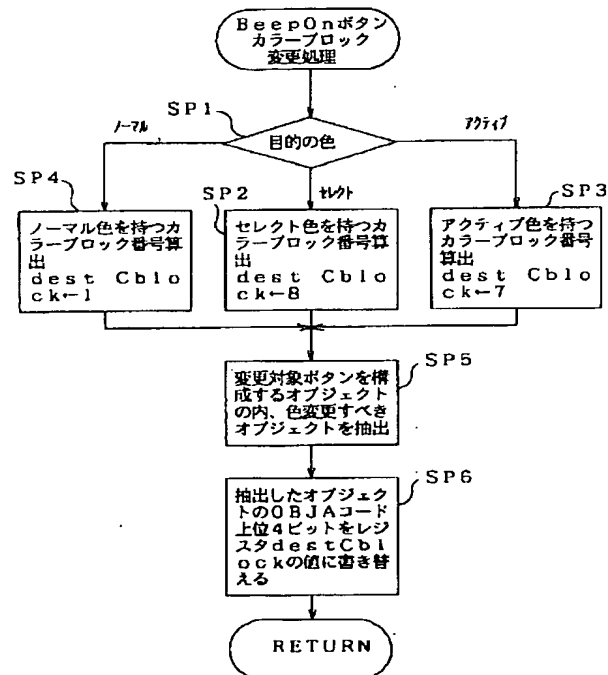 BeepOnボタン
カラーブロック
変更処理
SP1
目的の色
ノーマル
セレクト
アクティブ
SP4
ノーマル色を持つカ
ラーブロック番号算
出
dest Cblo
ck←1
SP2
セレクト色を持つカ
ラーブロック番号算
出
dest Cblo
ck←8
SP3
アクティブ色を持つ
カラーブロック番号
算出
dest Cblo
ck←7
SP5
変更対象ボタンを構
成するオブジェクト
の内、色変更すべき
オブジェクトを抽出
SP6
抽出したオブジェク
トのOBJAコード
上位4ビットをレジ
スタdestCbl
ockの値に書き替
える
RETURN